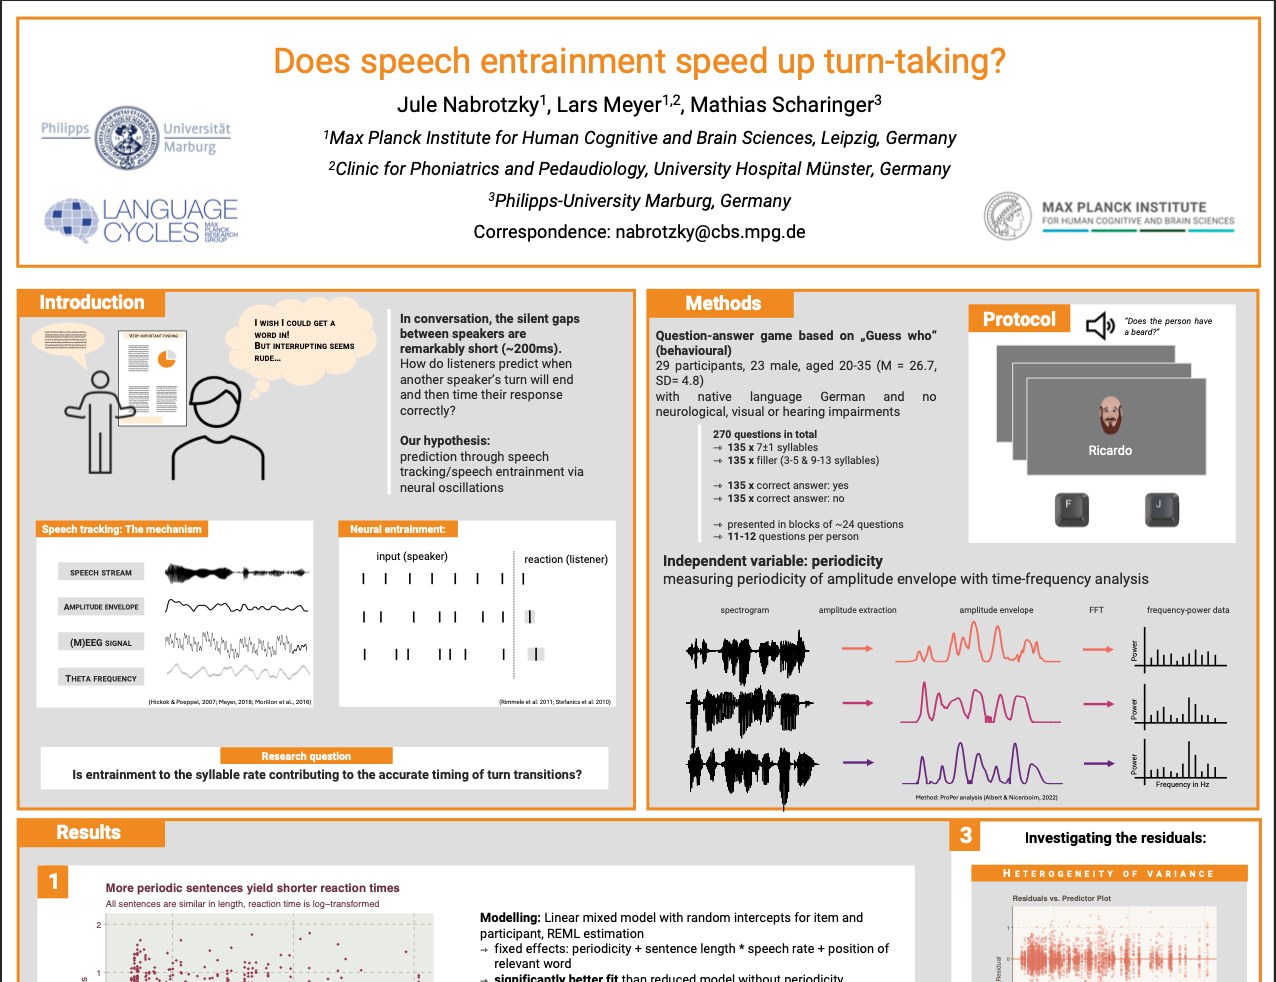 Does speech entrainment speed up turn-taking?
Jule Nabrotzky¹, Lars Meyer¹,², Mathias Scharinger³
¹Max Planck Institute for Human Cognitive and Brain Sciences, Leipzig, Germany
²Clinic for Phoniatrics and Pedaudiology, University Hospital Münster, Germany
³Philipps-University Marburg, Germany
Correspondence: nabrotzky@cbs.mpg.de
Philipps Universität
Marburg
LANGUAGE
CYCLES
MAX
PLANCK
RESEARCH
GROUP
MAX PLANCK INSTITUTE
FOR HUMAN COGNITIVE AND BRAIN SCIENCES
Introduction
VERY IMPORTANT FINDING
I WISH I COULD GET A
WORD IN!
BUT INTERRUPTING SEEMS
RUDE...
In conversation, the silent gaps
between speakers are
remarkably short (~200ms).
How do listeners predict when
another speaker's turn will end
and then time their response
correctly?
Our hypothesis:
prediction through speech
tracking/speech entrainment via
neural oscillations
Speech tracking: The mechanism
SPEECH STREAM
AMPLITUDE ENVELOPE
(M)EEG SIGNAL
THETA FREQUENCY
(Hickok & Poeppel, 2007; Meyer, 2018; Morillon et al., 2016)
Neural entrainment:
input (speaker)
reaction (listener)
(Rimmele et al. 2011; Stefanics et al. 2010)
Research question
Is entrainment to the syllable rate contributing to the accurate timing of turn transitions?
Methods
Question-answer game based on „Guess who“
(behavioural)
29 participants, 23 male, aged 20-35 (M = 26.7,
SD= 4.8)
with native language German and no
neurological, visual or hearing impairments
270 questions in total
→ 135 x 7±1 syllables
→ 135 x filler (3-5 & 9-13 syllables)
→ 135 x correct answer: yes
→ 135 x correct answer: no
→ presented in blocks of ~24 questions
→ 11-12 questions per person
Protocol
"Does the person have
a beard?"
Ricardo
F
J
Independent variable: periodicity
measuring periodicity of amplitude envelope with time-frequency analysis
spectrogram amplitude extraction amplitude envelope FFT frequency-power data
Power
Power
Power
Frequency in Hz
Method: ProPer analysis (Albert & Nicenboim, 2022)
Results
1
More periodic sentences yield shorter reaction times
All sentences are similar in length, reaction time is log−transformed
2
1
s
Modelling: Linear mixed model with random intercepts for item and
participant, REML estimation
→ fixed effects: periodicity + sentence length * speech rate + position of
relevant word
→ significantly better fit than reduced model without periodicity
3
Investigating the residuals:
HETEROGENEITY OF VARIANCE
Residuals vs. Predictor Plot
1
0
Residual